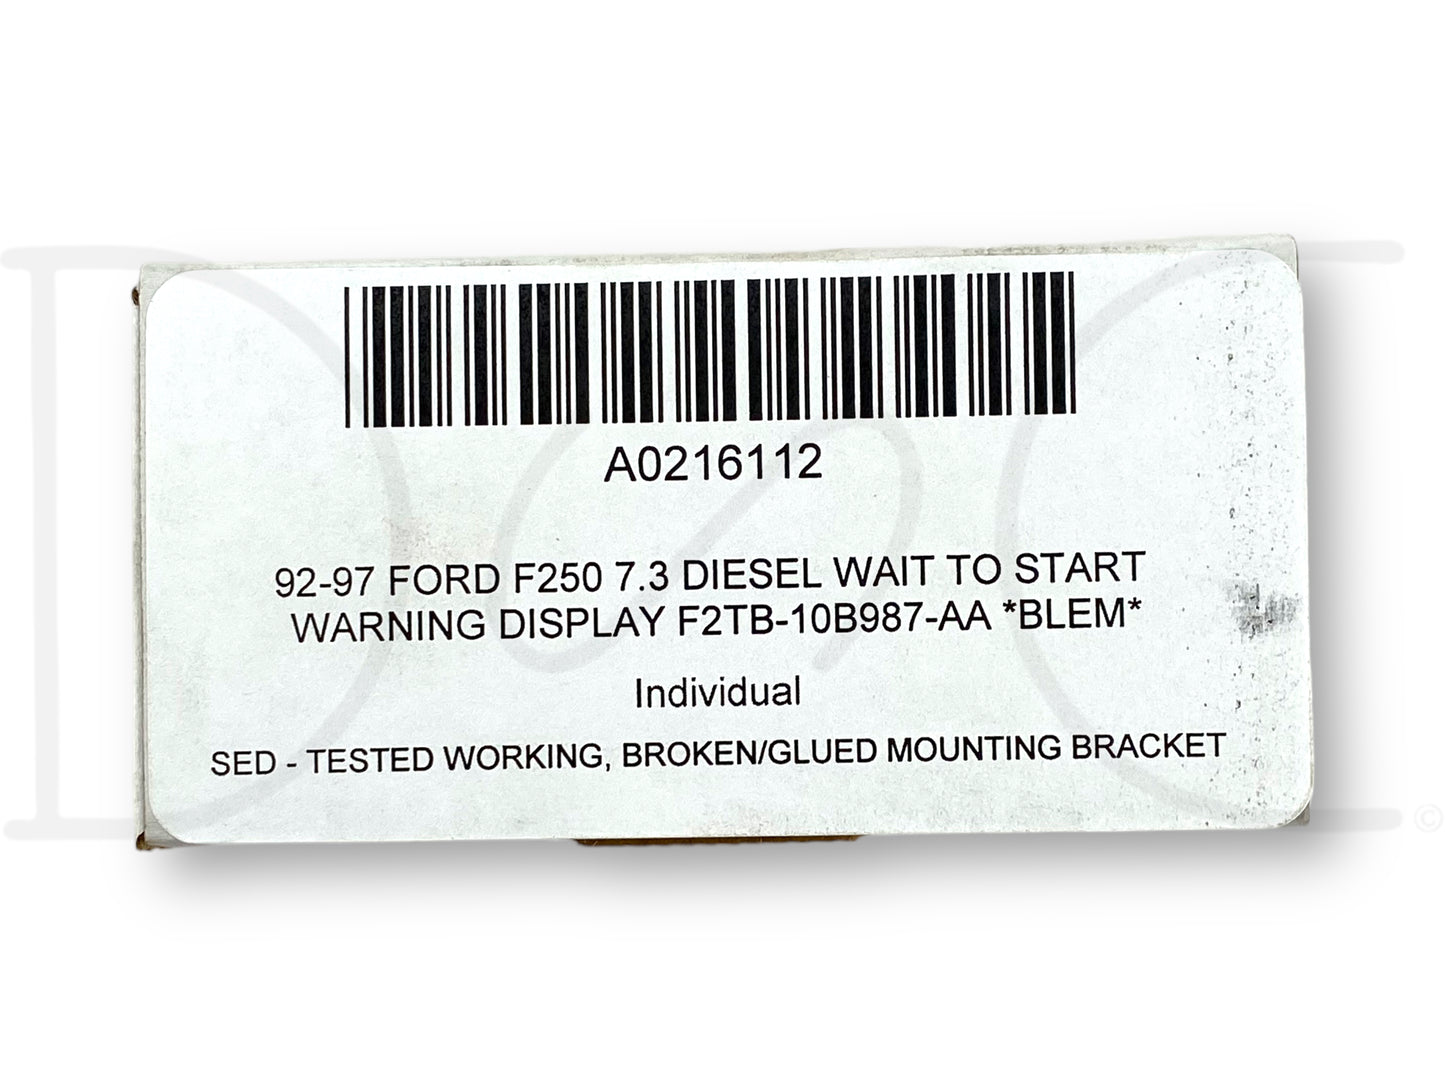 A0216112
92-97 FORD F250 7.3 DIESEL WAIT TO START
WARNING DISPLAY F2TB-10B987-AA *BLEM*
Individual
SED - TESTED WORKING, BROKEN/GLUED MOUNTING BRACKET
©